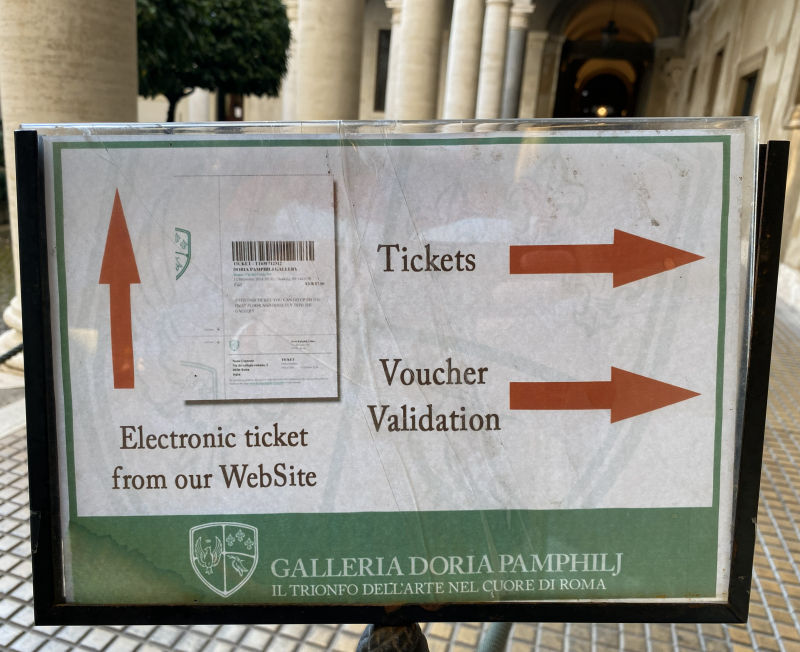 DORIA PAMPHILJ GALLERY
TICKET
Tickets
Voucher
Validation
Electronic ticket
from our WebSite
GALLERIA DORIA PAMPHILJ
IL TRIONFO DELL'ARTE NEL CUORE DI ROMA